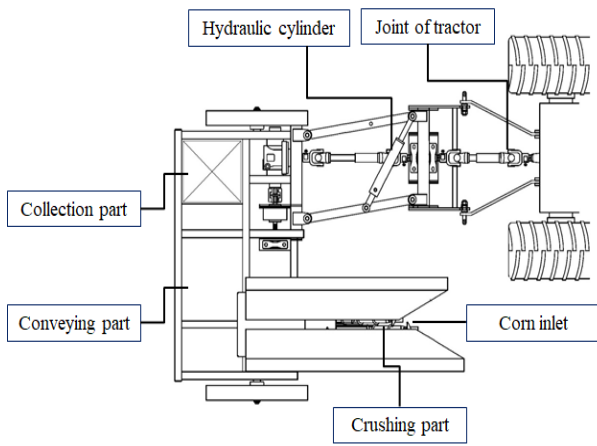 Hydraulic cylinder
Joint of tractor
Collection part
Conveying part
Corn inlet
Crushing part